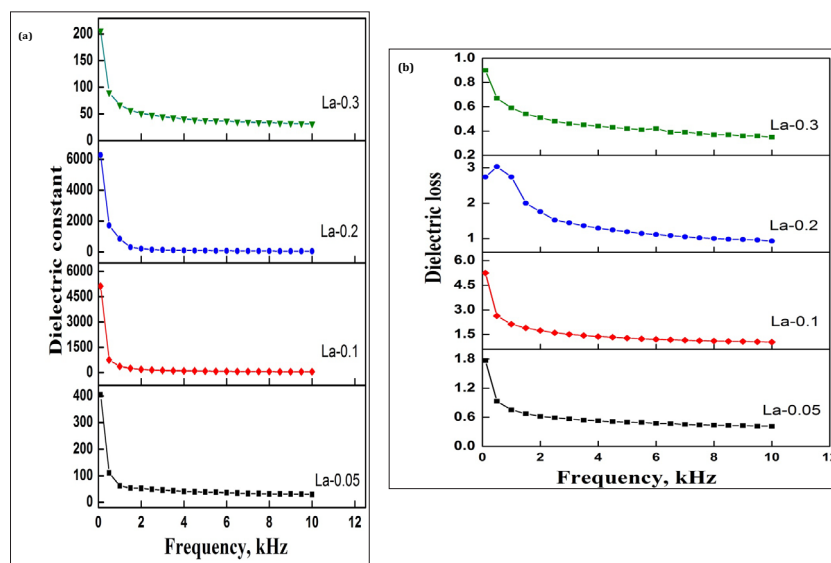 (a)
Dielectric constant
200
150
100
50
0
La-0.3
6000
4000
2000
0
La-0.2
6000
4500
3000
1500
0
La-0.1
400
300
200
100
0
La-0.05
0 2 4 6 8 10 12
Frequency, kHz
(b)
Dielectric loss
1.0
0.8
0.6
0.4
0.2
La-0.3
3
2
1
La-0.2
6.0
4.5
3.0
1.5
La-0.1
1.8
1.2
0.6
0.0
La-0.05
0 2 4 6 8 10 12
Frequency, kHz